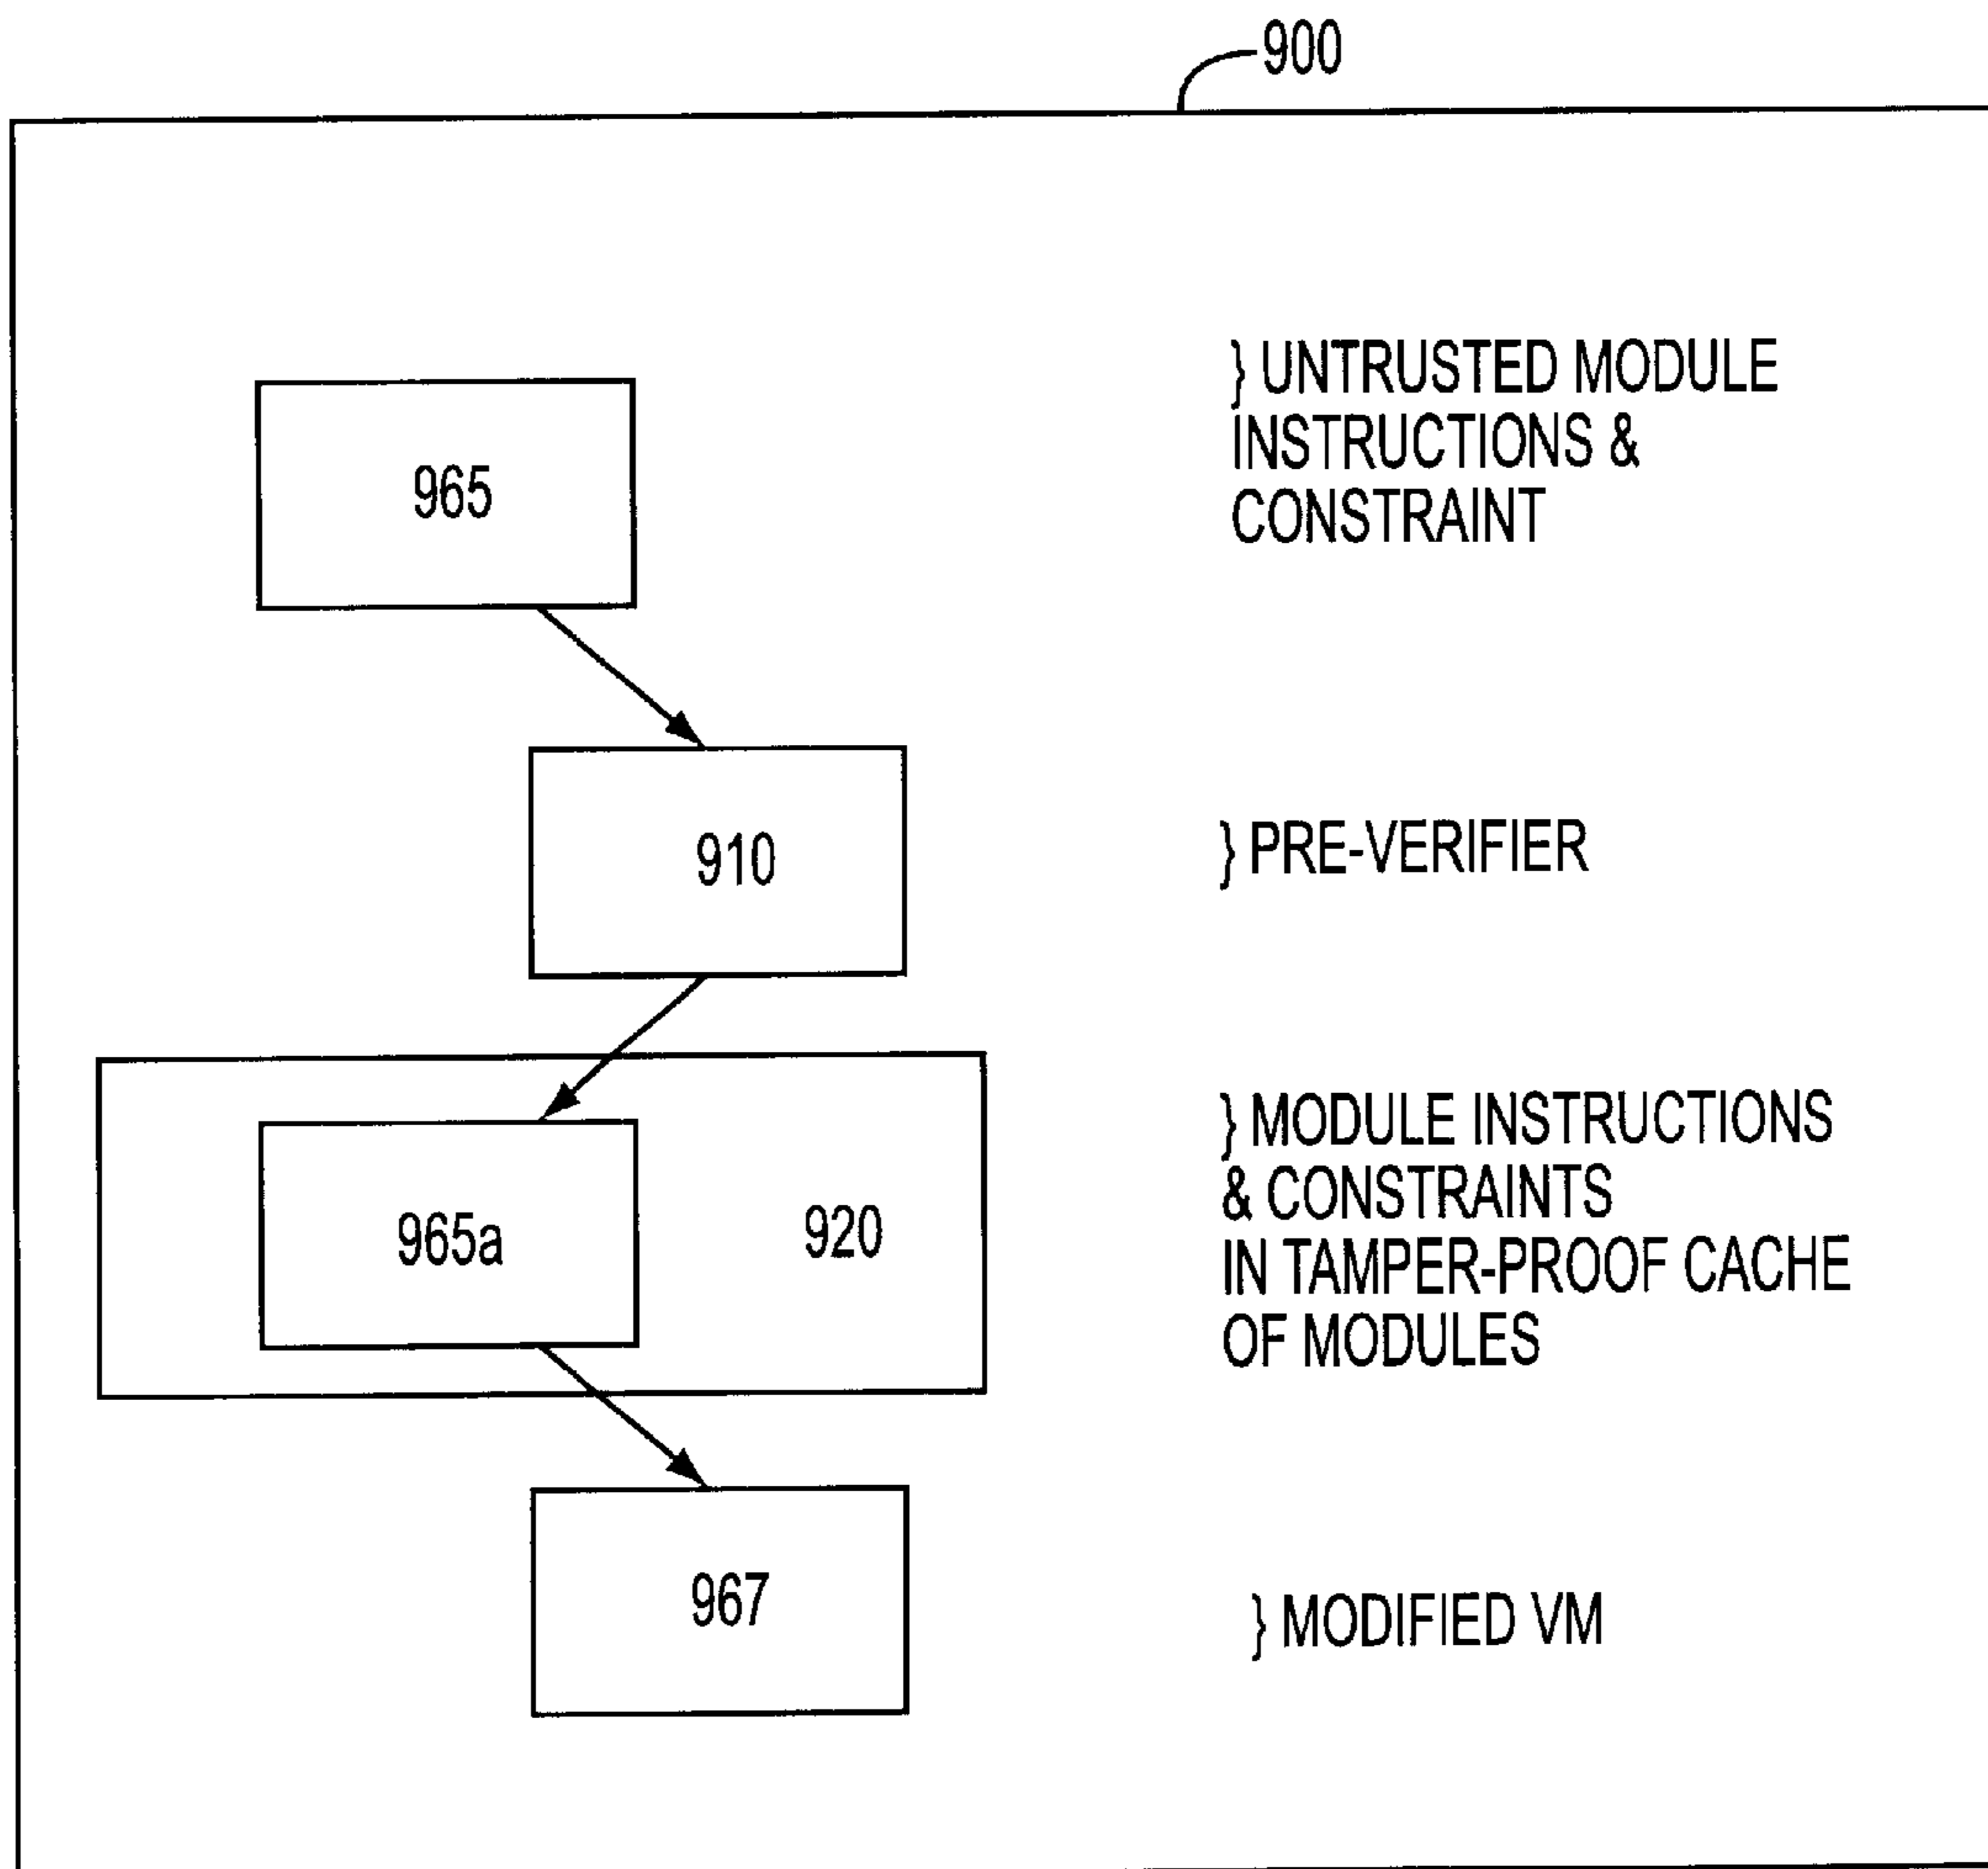 900
965
} UNTRUSTED MODULE
INSTRUCTIONS &
CONSTRAINT
910
} PRE-VERIFIER
965a
920
} MODULE INSTRUCTIONS
& CONSTRAINTS
IN TAMPER-PROOF CACHE
OF MODULES
967
} MODIFIED VM